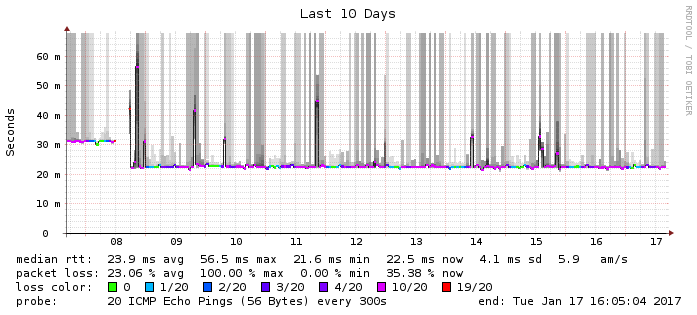 Last 10 Days
RRDTOOL / TOBI OETIKER
Seconds
60 m
50 m
40 m
30 m
20 m
10 m
0
08 09 10 11 12 13 14 15 16 17
median rtt: 23.9 ms avg 56.5 ms max 21.6 ms min 22.5 ms now 4.1 ms sd 5.9 am/s
packet loss: 23.06 % avg 100.00 % max 0.00 % min 35.38 % now
loss color: 0 1/20 2/20 3/20 4/20 10/20 19/20
probe: 20 ICMP Echo Pings (56 Bytes) every 300s end: Tue Jan 17 16:05:04 2017